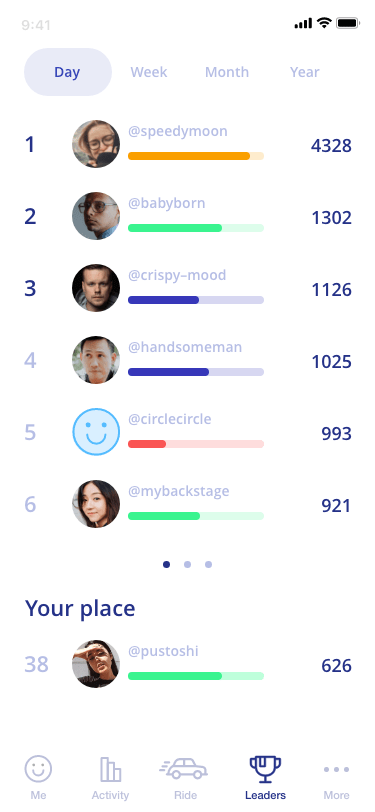 9:41
Day Week Month Year
1 @speedymoon 4328
2 @babyborn 1302
3 @crispy–mood 1126
4 @handsomeman 1025
5 @circlecircle 993
6 @mybackstage 921
Your place
38 @pustoshi 626
Me Activity Ride Leaders More